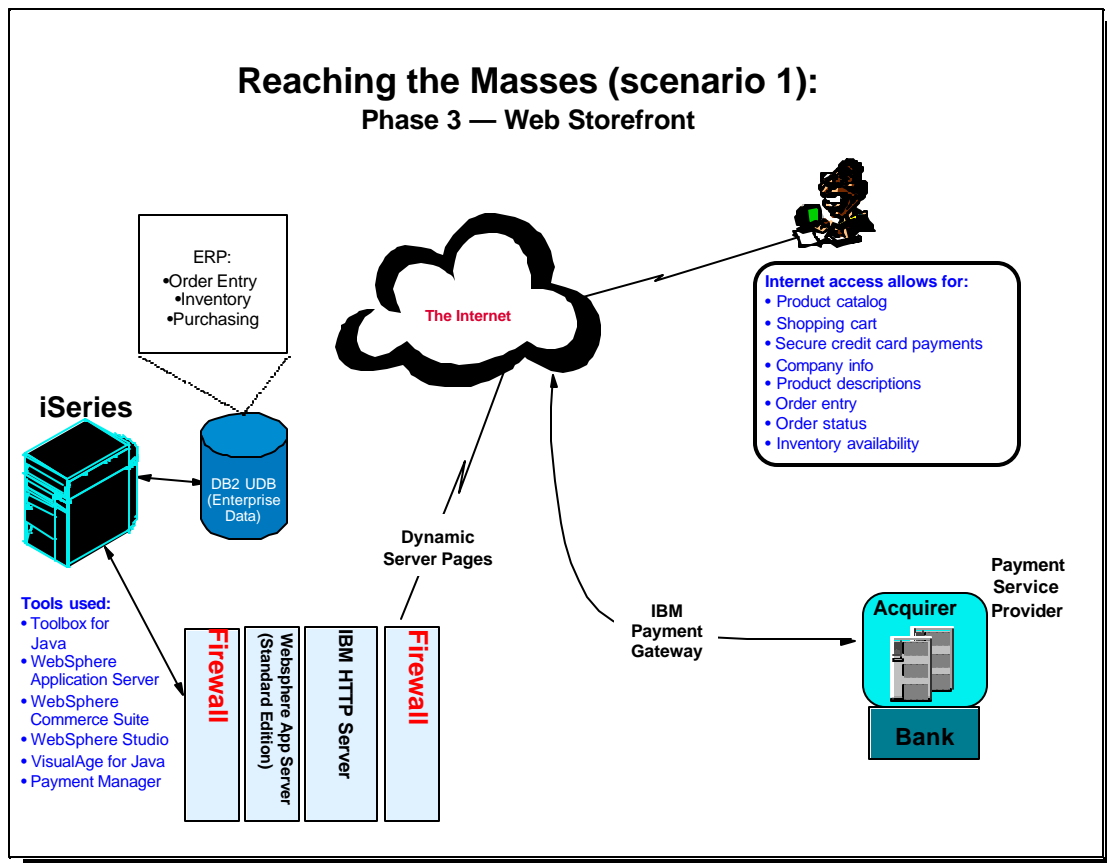 Reaching the Masses (scenario 1):
Phase 3 — Web Storefront
ERP:
•Order Entry
•Inventory
•Purchasing
The Internet
Internet access allows for:
• Product catalog
• Shopping cart
• Secure credit card payments
• Company info
• Product descriptions
• Order entry
• Order status
• Inventory availability
iSeries
DB2 UDB
(Enterprise
Data)
Dynamic
Server Pages
Tools used:
• Toolbox for
Java
• WebSphere
Application Server
• WebSphere
Commerce Suite
• WebSphere Studio
• VisualAge for Java
• Payment Manager
Firewall
Websphere App Server
(Standard Edition)
IBM HTTP Server
Firewall
IBM
Payment
Gateway
Payment
Service
Provider
Acquirer
Bank